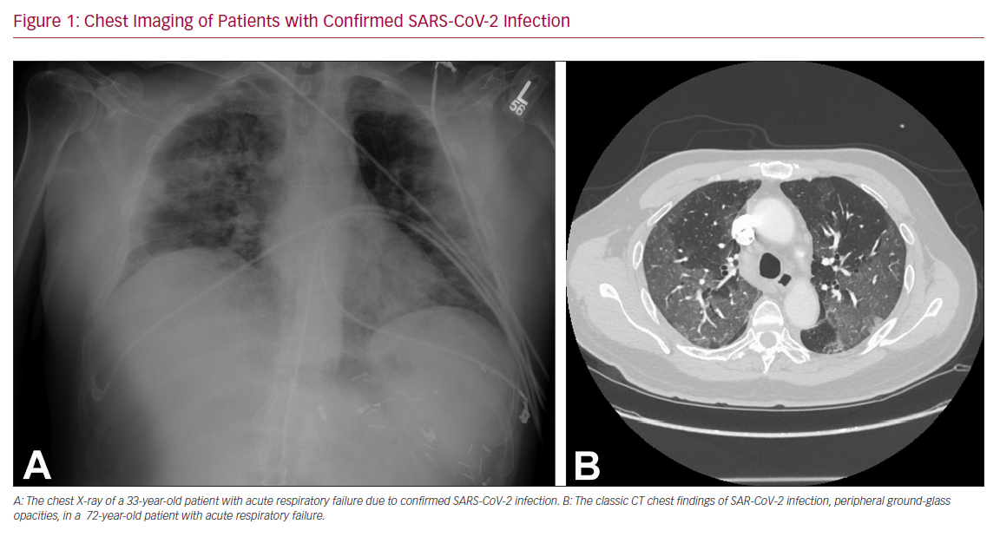 Figure 1: Chest Imaging of Patients with Confirmed SARS-CoV-2 Infection
L
56
A
B
A: The chest X-ray of a 33-year-old patient with acute respiratory failure due to confirmed SARS-CoV-2 infection. B: The classic CT chest findings of SAR-CoV-2 infection, peripheral ground-glass
opacities, in a 72-year-old patient with acute respiratory failure.